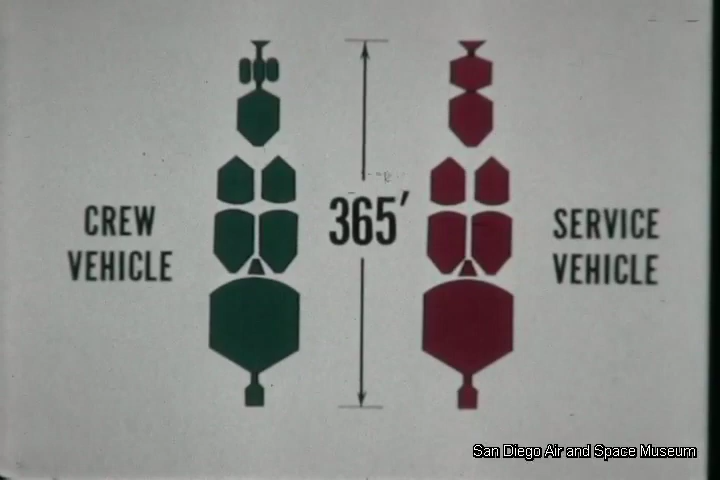 CREW
VEHICLE
365'
SERVICE
VEHICLE
San Diego Air and Space Museum